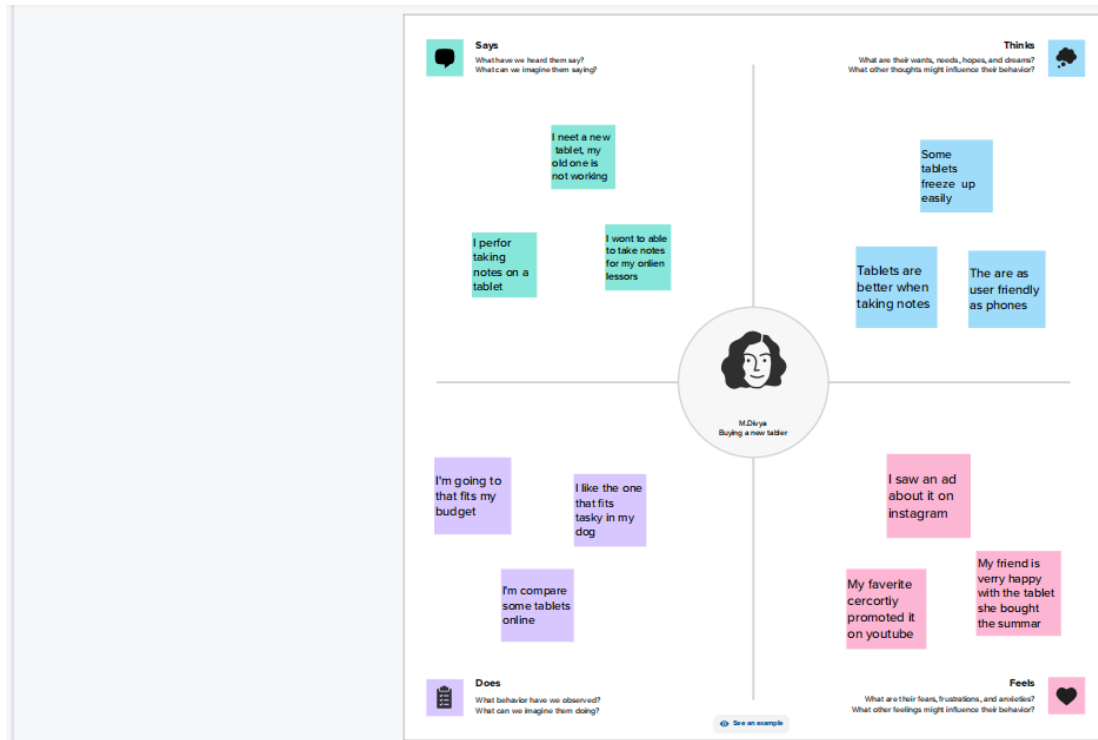 Says
What have we heard them say?
What can we imagine them saying?
Thinks
What are their wants, needs, hopes, and dreams?
What other thoughts might influence their behavior?
I neet a new
tablet, my
old one is
not working
I perfor
taking
notes on a
tablet
I wont to able
to take notes
for my onlien
lessors
Some
tablets
freeze up
easily
Tablets are
better when
taking notes
The are as
user friendly
as phones
M.Divya
Buying a new tabler
I'm going to
that fits my
budget
I like the one
that fits
tasky in my
dog
I'm compare
some tablets
online
I saw an ad
about it on
instagram
My faverite
cercortiy
promoted it
on youtube
My friend is
verry happy
with the tablet
she bought
the summar
Does
What behavior have we observed?
What can we imagine them doing?
Feels
What are their fears, frustrations, and anxieties?
What other feelings might influence their behavior?
See an example